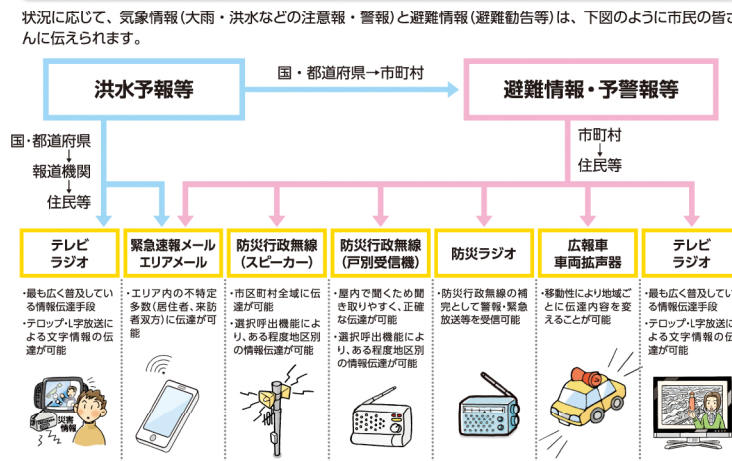 状況に応じて、気象情報（大雨・洪水などの注意報・警報）と避難情報（避難勧告等）は、下図のように市民の皆さ
んに伝えられます。
洪水予報等
国・都道府県→市町村
避難情報・予警報等
国・都道府県
↓
報道機関
↓
住民等
市町村
↓
住民等
テレビ
ラジオ
・最も広く普及してい
る情報伝達手段
・テロップ・L字放送に
よる文字情報の伝
達が可能
災害
情報
緊急速報メール
エリアメール
・エリア内の不特定
多数（居住者、来訪
者双方）に伝達が可
能
防災行政無線
（スピーカー）
・市区町村全域に伝
達が可能
・選択呼出機能によ
り、ある程度地区別
の情報伝達が可能
防災行政無線
（戸別受信機）
・屋内で聞くため聞
き取りやすく、正確
な伝達が可能
・選択呼出機能によ
り、ある程度地区別
の情報伝達が可能
防災ラジオ
・防災行政無線の補
完として警報・緊急
放送等を受信可能
広報車
車両拡声器
・移動性により地域ご
とに伝達内容を変
えることが可能
テレビ
ラジオ
・最も広く普及してい
る情報伝達手段
・テロップ・L字放送に
よる文字情報の伝
達が可能